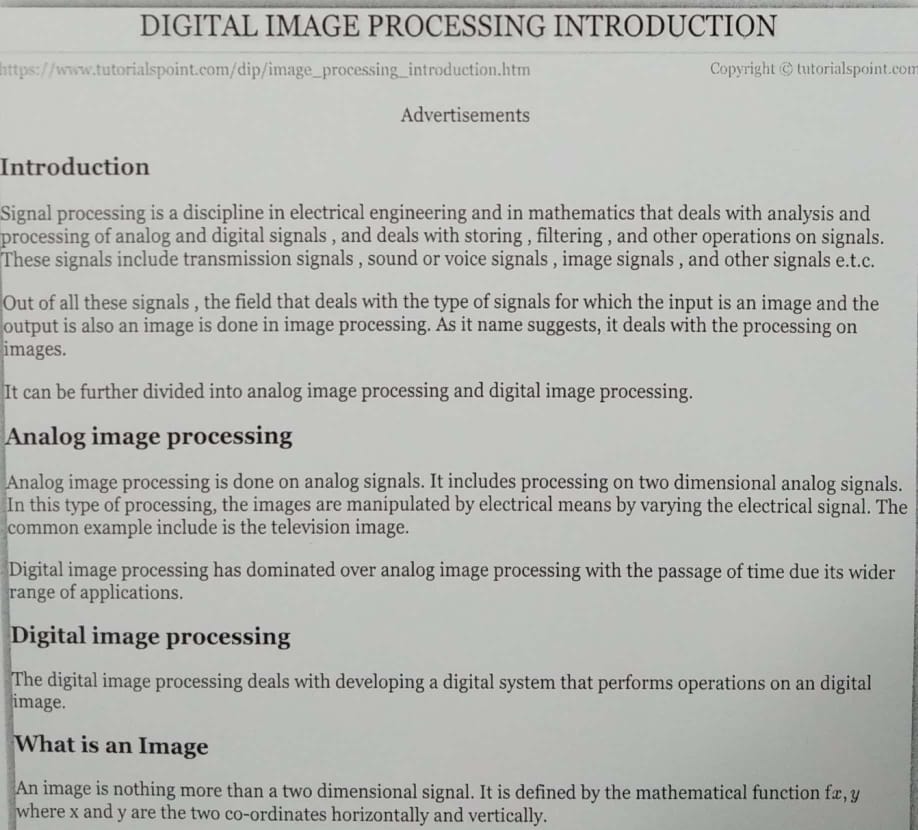 DIGITAL IMAGE PROCESSING INTRODUCTION
https://www.tutorialspoint.com/dip/image_processing_introduction.htm Copyright © tutorialspoint.com
Advertisements
Introduction
Signal processing is a discipline in electrical engineering and in mathematics that deals with analysis and
processing of analog and digital signals , and deals with storing , filtering , and other operations on signals.
These signals include transmission signals , sound or voice signals , image signals , and other signals e.t.c.
Out of all these signals , the field that deals with the type of signals for which the input is an image and the
output is also an image is done in image processing. As it name suggests, it deals with the processing on
images.
It can be further divided into analog image processing and digital image processing.
Analog image processing
Analog image processing is done on analog signals. It includes processing on two dimensional analog signals.
In this type of processing, the images are manipulated by electrical means by varying the electrical signal. The
common example include is the television image.
Digital image processing has dominated over analog image processing with the passage of time due its wider
range of applications.
Digital image processing
The digital image processing deals with developing a digital system that performs operations on an digital
image.
What is an Image
An image is nothing more than a two dimensional signal. It is defined by the mathematical function fx, y
where x and y are the two co-ordinates horizontally and vertically.